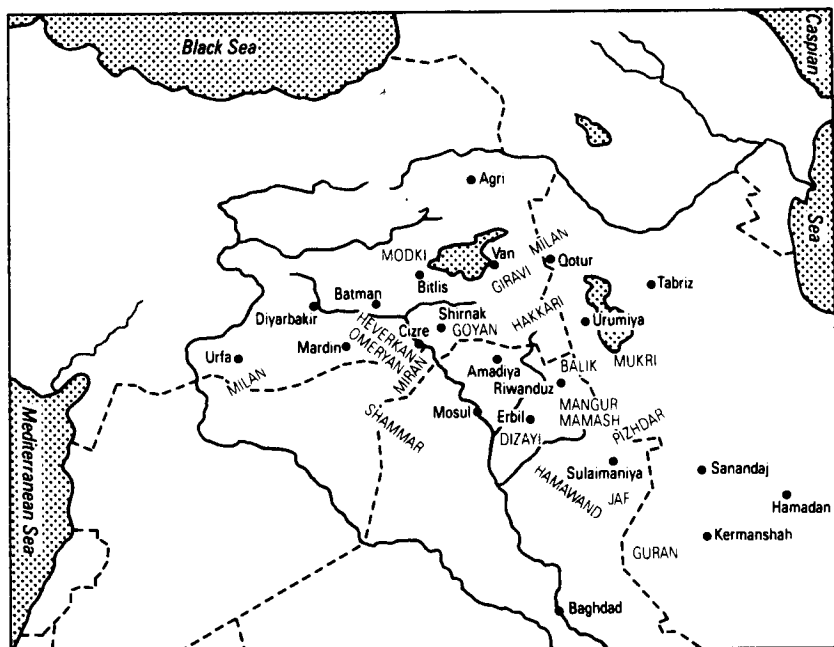 Black Sea
Caspian
Sea
Agri
MODKI
Van
MILAN
Qotur
GIRAVI
Bitlis
Tabriz
Batman
Diyarbakir
Shirnak
GOYAN
HAKKARI
Urumiya
HEVERKAN
OMERYAN
Cizre
Mardin
Urfa
MILAN
MIRAN
Amadiya
BALIK
MUKRI
Riwanduz
Mediterranean Sea
SHAMMAR
Mosul
Erbil
MANGUR
MAMASH
DIZAYI
PIZHDAR
Sulaimaniya
Sanandaj
HAMAWAND
JAF
Hamadan
Kermanshah
GURAN
Baghdad